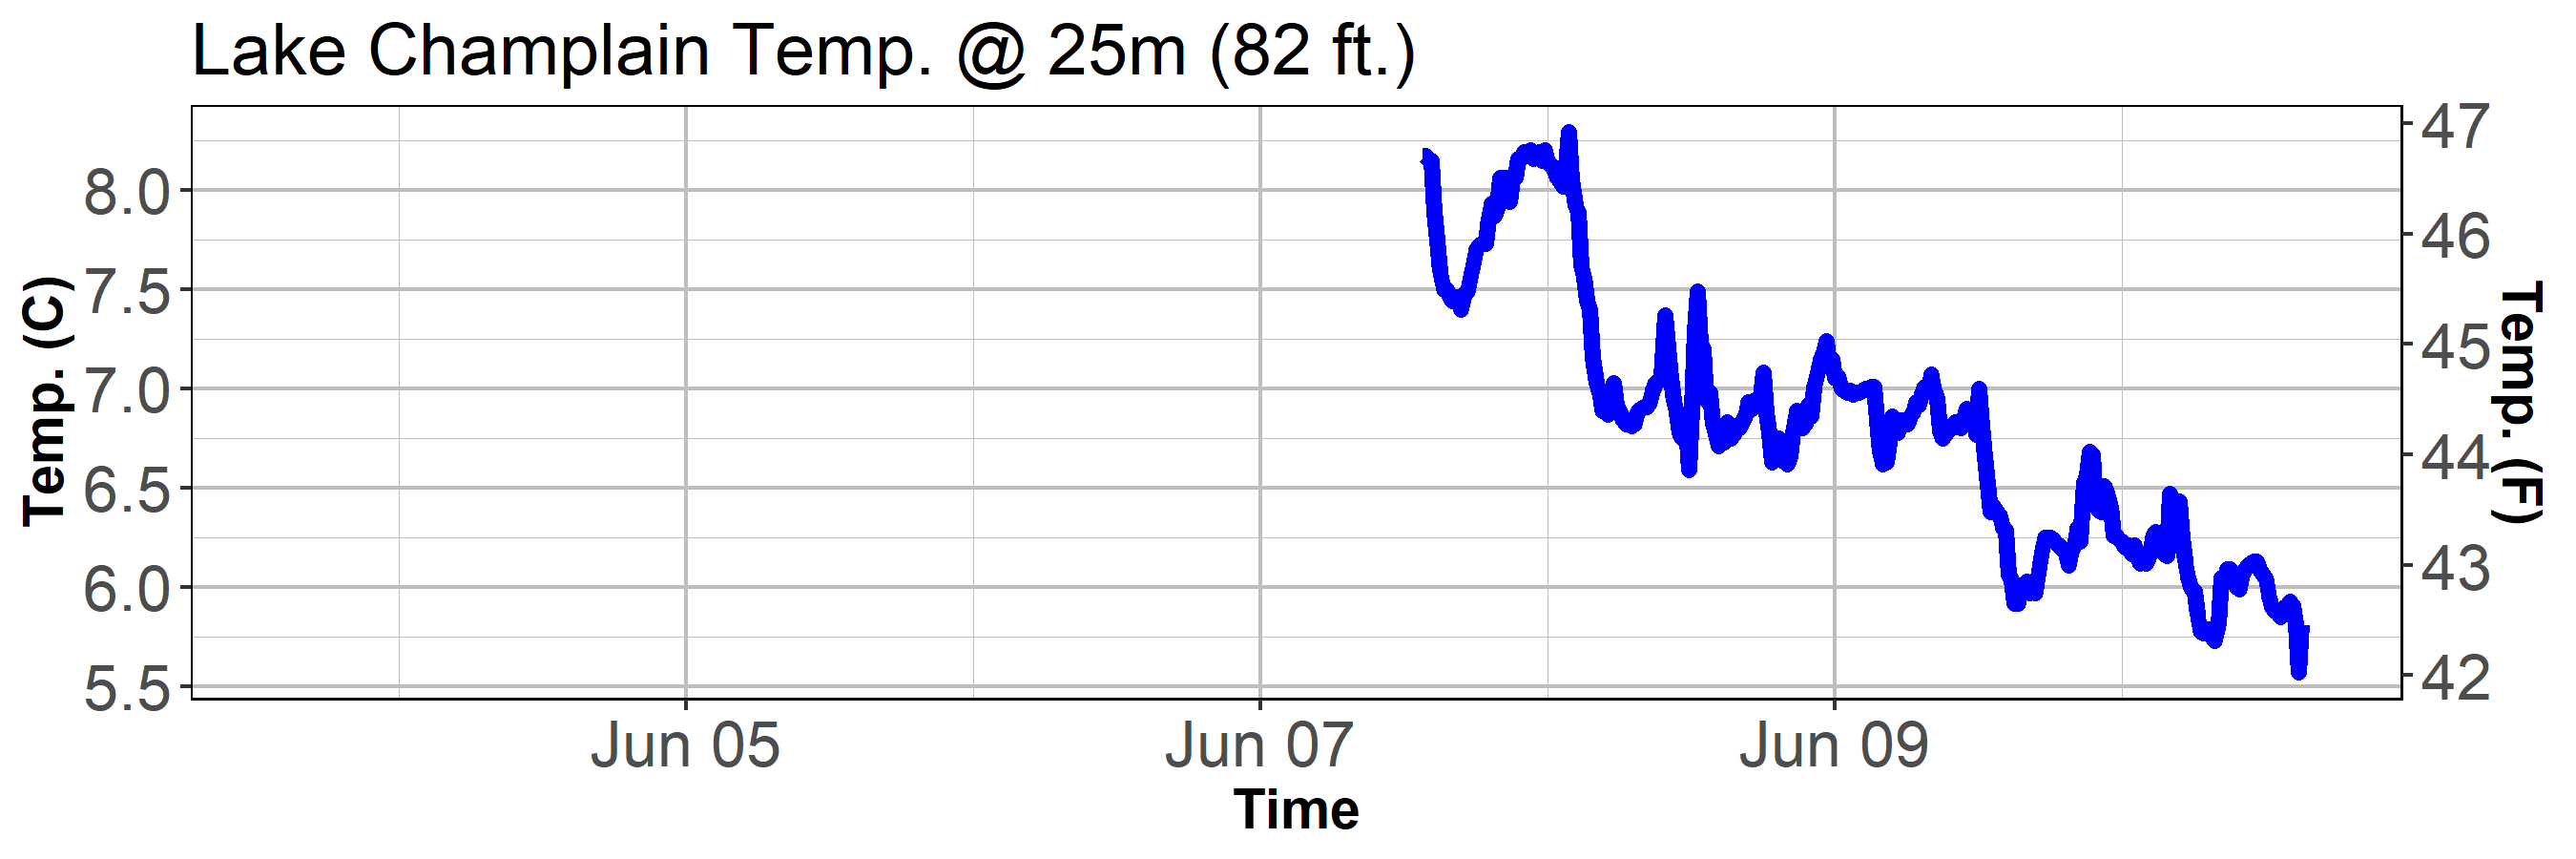 Lake Champlain Temp. @ 25m (82 ft.)
Temp. (C)
8.0
7.5
7.0
6.5
6.0
5.5
47
46
45
44
43
42
Temp. (F)
Jun 05 Jun 07 Jun 09
Time